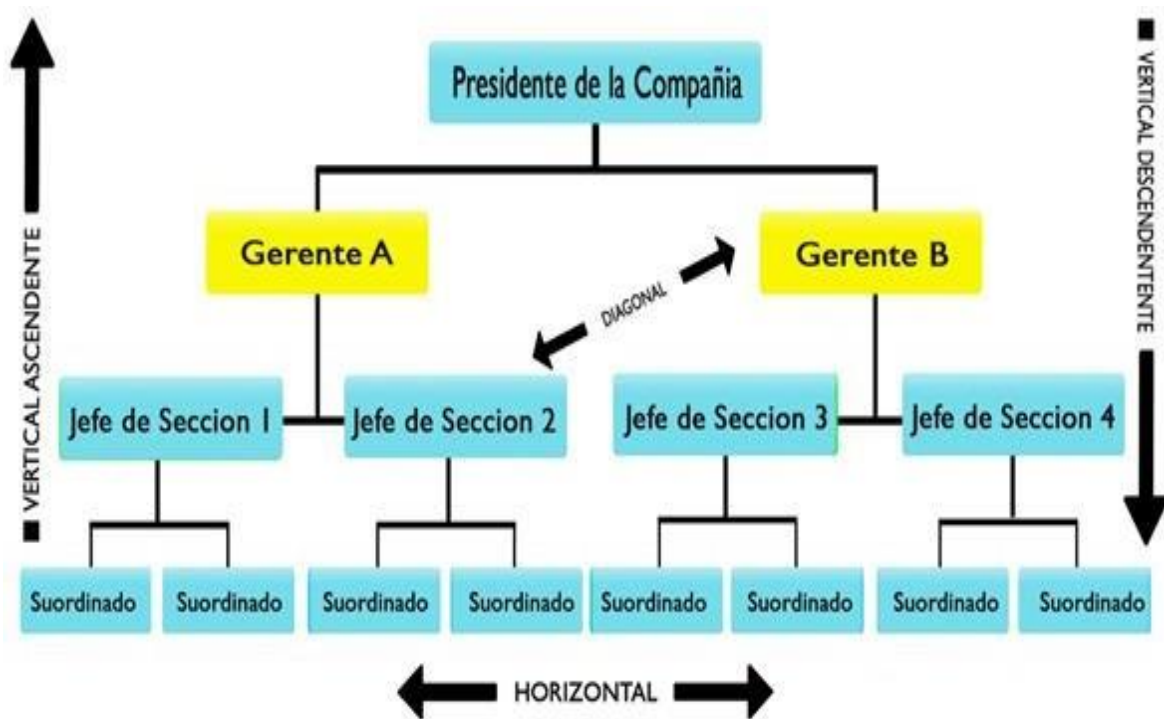 Presidente de la Compañia
Gerente A
Gerente B
DIAGONAL
Jefe de Seccion 1
Jefe de Seccion 2
Jefe de Seccion 3
Jefe de Seccion 4
Suordinado
Suordinado
Suordinado
Suordinado
Suordinado
Suordinado
Suordinado
Suordinado
HORIZONTAL
VERTICAL ASCENDENTE
VERTICAL DESCENDENTENTE